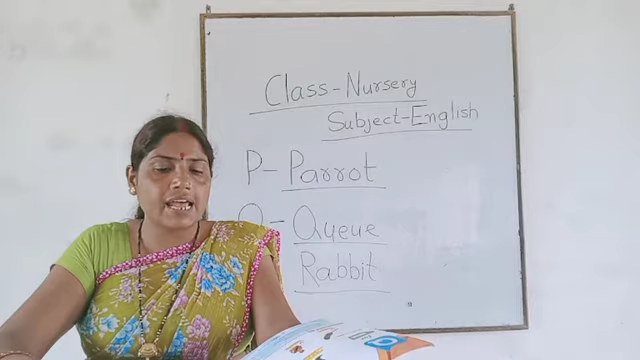 Class-Nursery
Subject-English
P- Parrot
Q- Queue
Rabbit